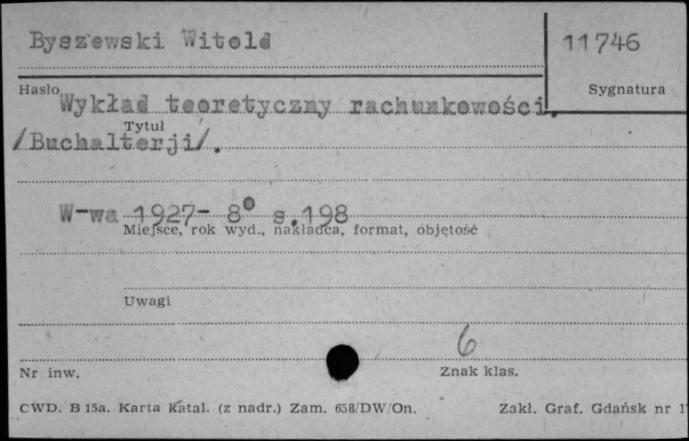 Byszewski Witold
11746
Hasło
Sygnatura
Wykład teoretyczny rachunkowości.
Tytuł
/Buchalterji/.
W-wa 1927- 8° s.198
Miejsce, rok wyd., nakładca, format, objętość
Uwagi
6
Nr inw.
Znak klas.
CWD. B 15a. Karta Katal. (z nadr.) Zam. 658/DW/On.
Zakł. Graf. Gdańsk nr